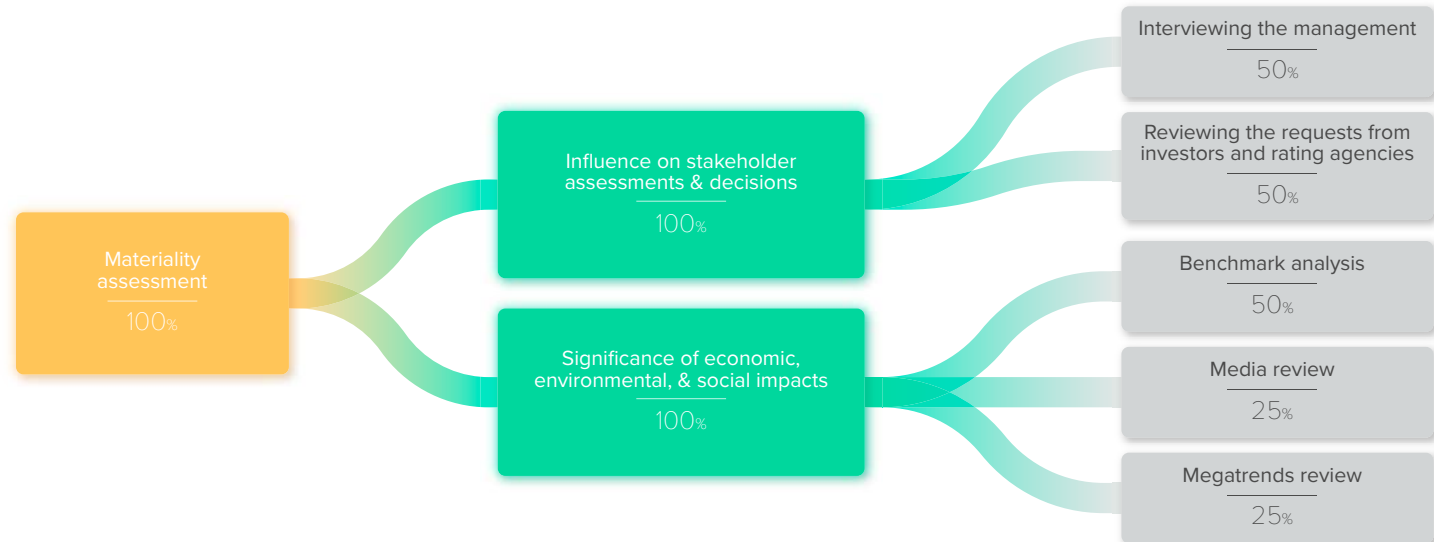 Materiality
assessment
100%
Influence on stakeholder
assessments & decisions
100%
Significance of economic,
environmental, & social impacts
100%
Interviewing the management
50%
Reviewing the requests from
investors and rating agencies
50%
Benchmark analysis
50%
Media review
25%
Megatrends review
25%